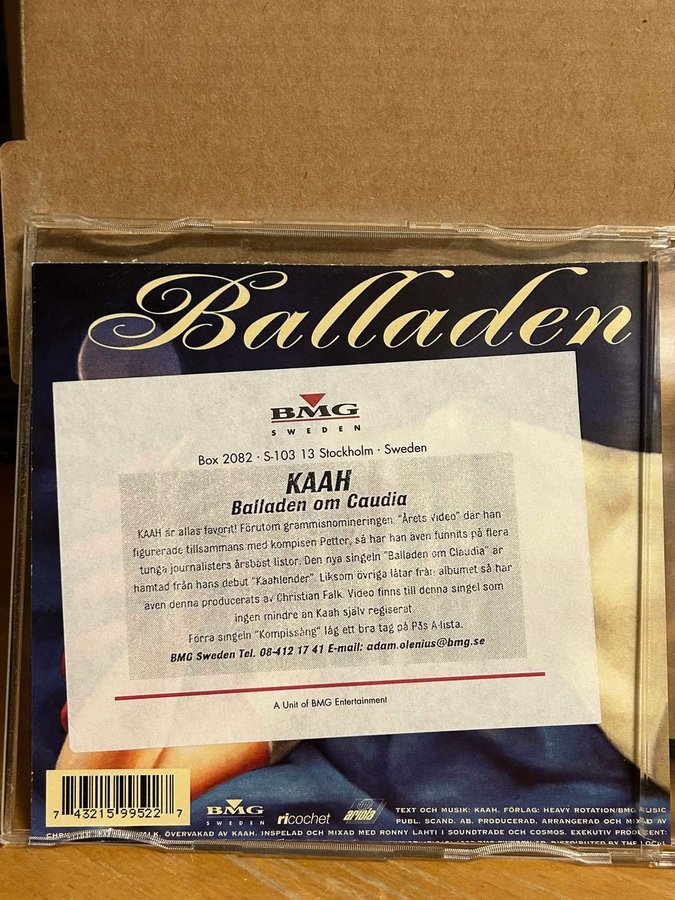 Balladen
BMG
SWEDEN
Box 2082 · S-103 13 Stockholm · Sweden
KAAH
Balladen om Caudia
KAAH är allas favorit! Förutom grammisnomineringen "Årets video" där han
figurerade tillsammans med kompisen Petter, så har han även funnits på flera
tunga journalisters årsbäst listor. Den nya singeln "Balladen om Claudia" är
hämtad från hans debut "Kaahlender". Liksom övriga låtar från albumet så har
även denna producerats av Christian Falk. Video finns till denna singel som
ingen mindre än Kaah själv regiserat
Förra singeln "Kompissång" låg ett bra tag på P3s A-lista.
BMG Sweden Tel. 08-412 17 41 E-mail: adam.olenius@bmg.se
A Unit of BMG Entertainment
7 43215 99522 7
BMG
SWEDEN
ricochet
ariola
TEXT OCH MUSIK: KAAH. FÖRLAG: HEAVY ROTATION/BMG MUSIC
PUBL. SCAND. AB. PRODUCERAD, ARRANGERAD OCH MIXAD AV
ÖVERVAKAD AV KAAH. INSPELAD OCH MIXAD MED RONNY LAHTI I SOUNDTRADE OCH COSMOS. EXEKUTIV PRODUCENT:
DISTRIBUTED BY THE LOCAL